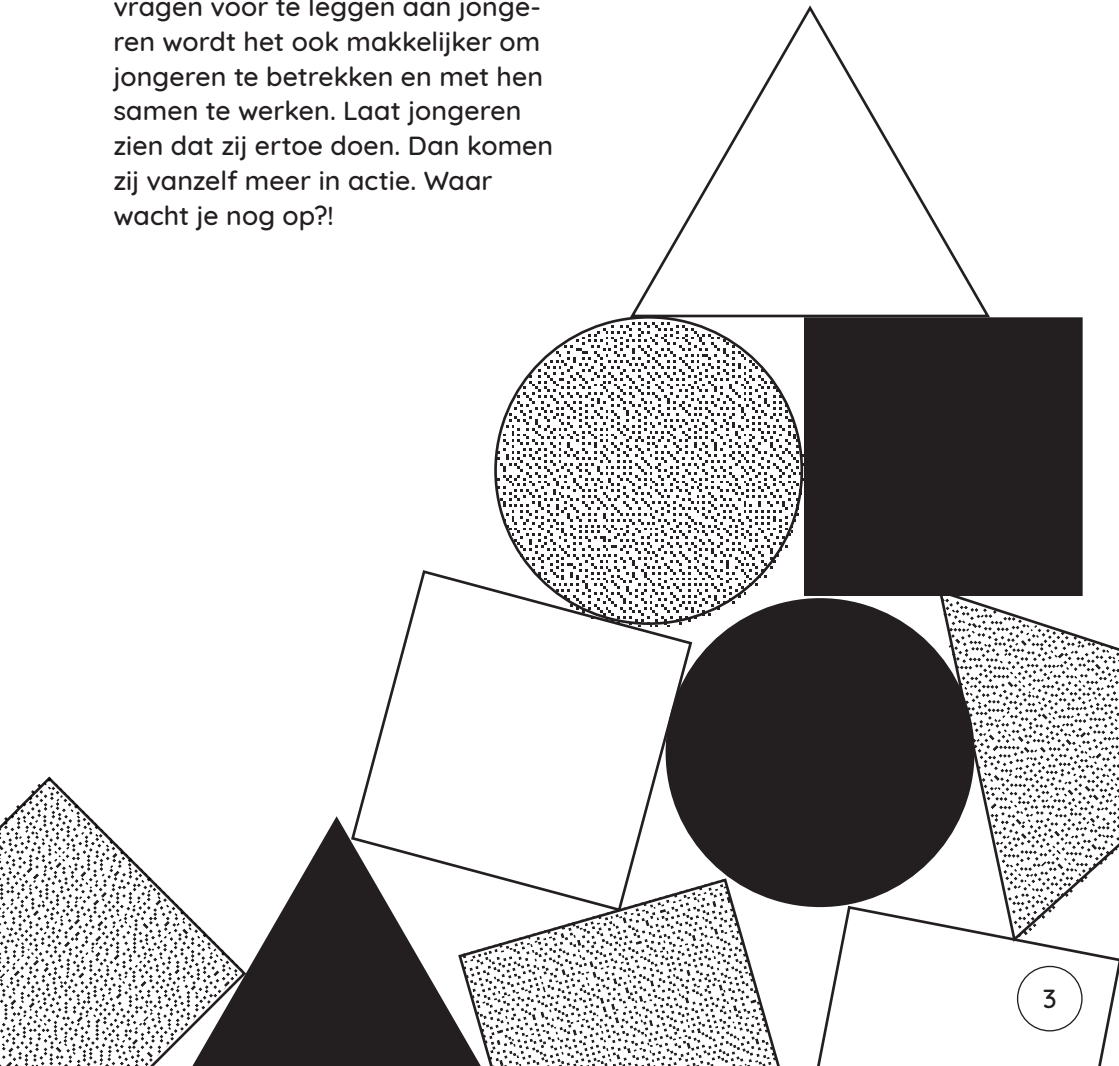 vragen voor te leggen aan jonge-
ren wordt het ook makkelijker om
jongeren te betrekken en met hen
samen te werken. Laat jongeren
zien dat zij ertoe doen. Dan komen
zij vanzelf meer in actie. Waar
wacht je nog op?!
3